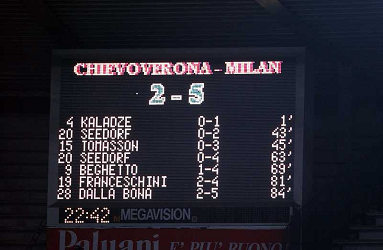 CHIEVOVERONA - MILAN
2 - 5
4 KALADZE 0-1 1'
20 SEEDORF 0-2 43'
15 TOMASSON 0-3 45'
20 SEEDORF 0-4 63'
9 BEGHETTO 1-4 69'
19 FRANCESCHINI 2-4 81'
28 DALLA BONA 2-5 84'
22:42 MEGAVISION
Paluani E' PIU' BUONO